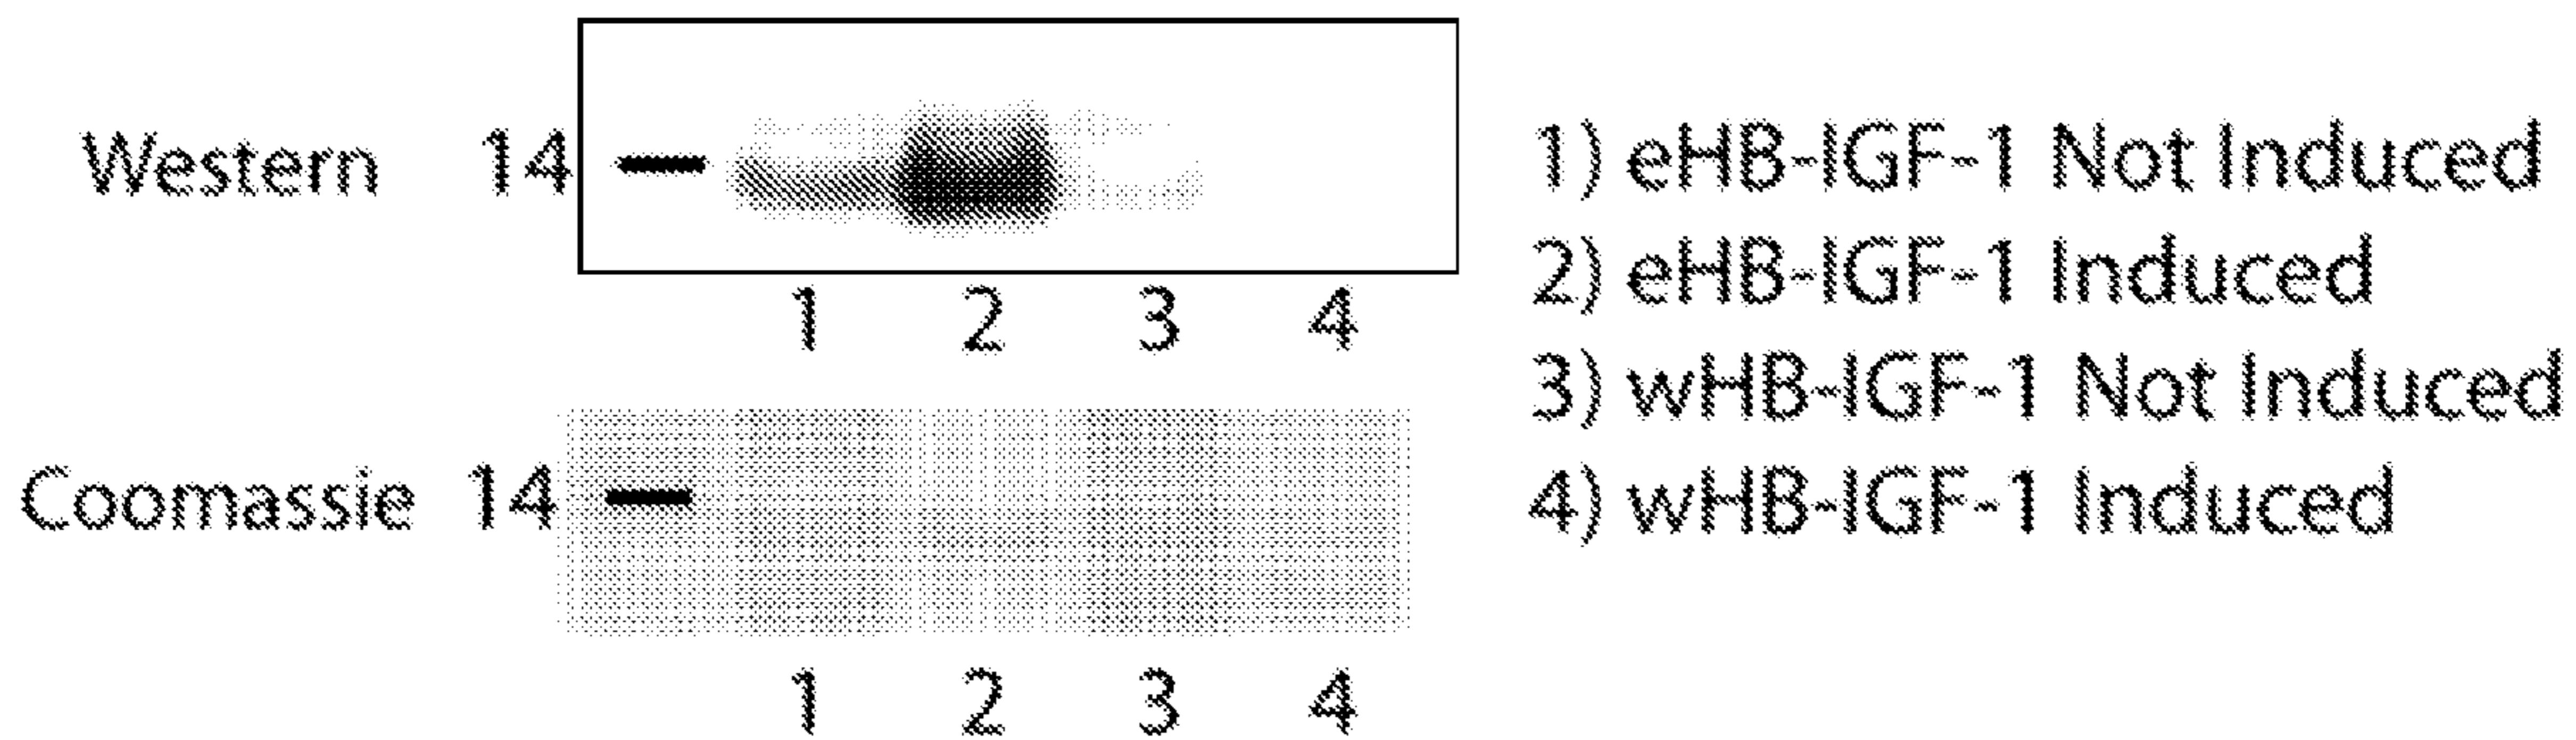 Western 14
1 2 3 4
Coomassie 14
1 2 3 4
1) eHB-IGF-1 Not Induced
2) eHB-IGF-1 Induced
3) wHB-IGF-1 Not Induced
4) wHB-IGF-1 Induced